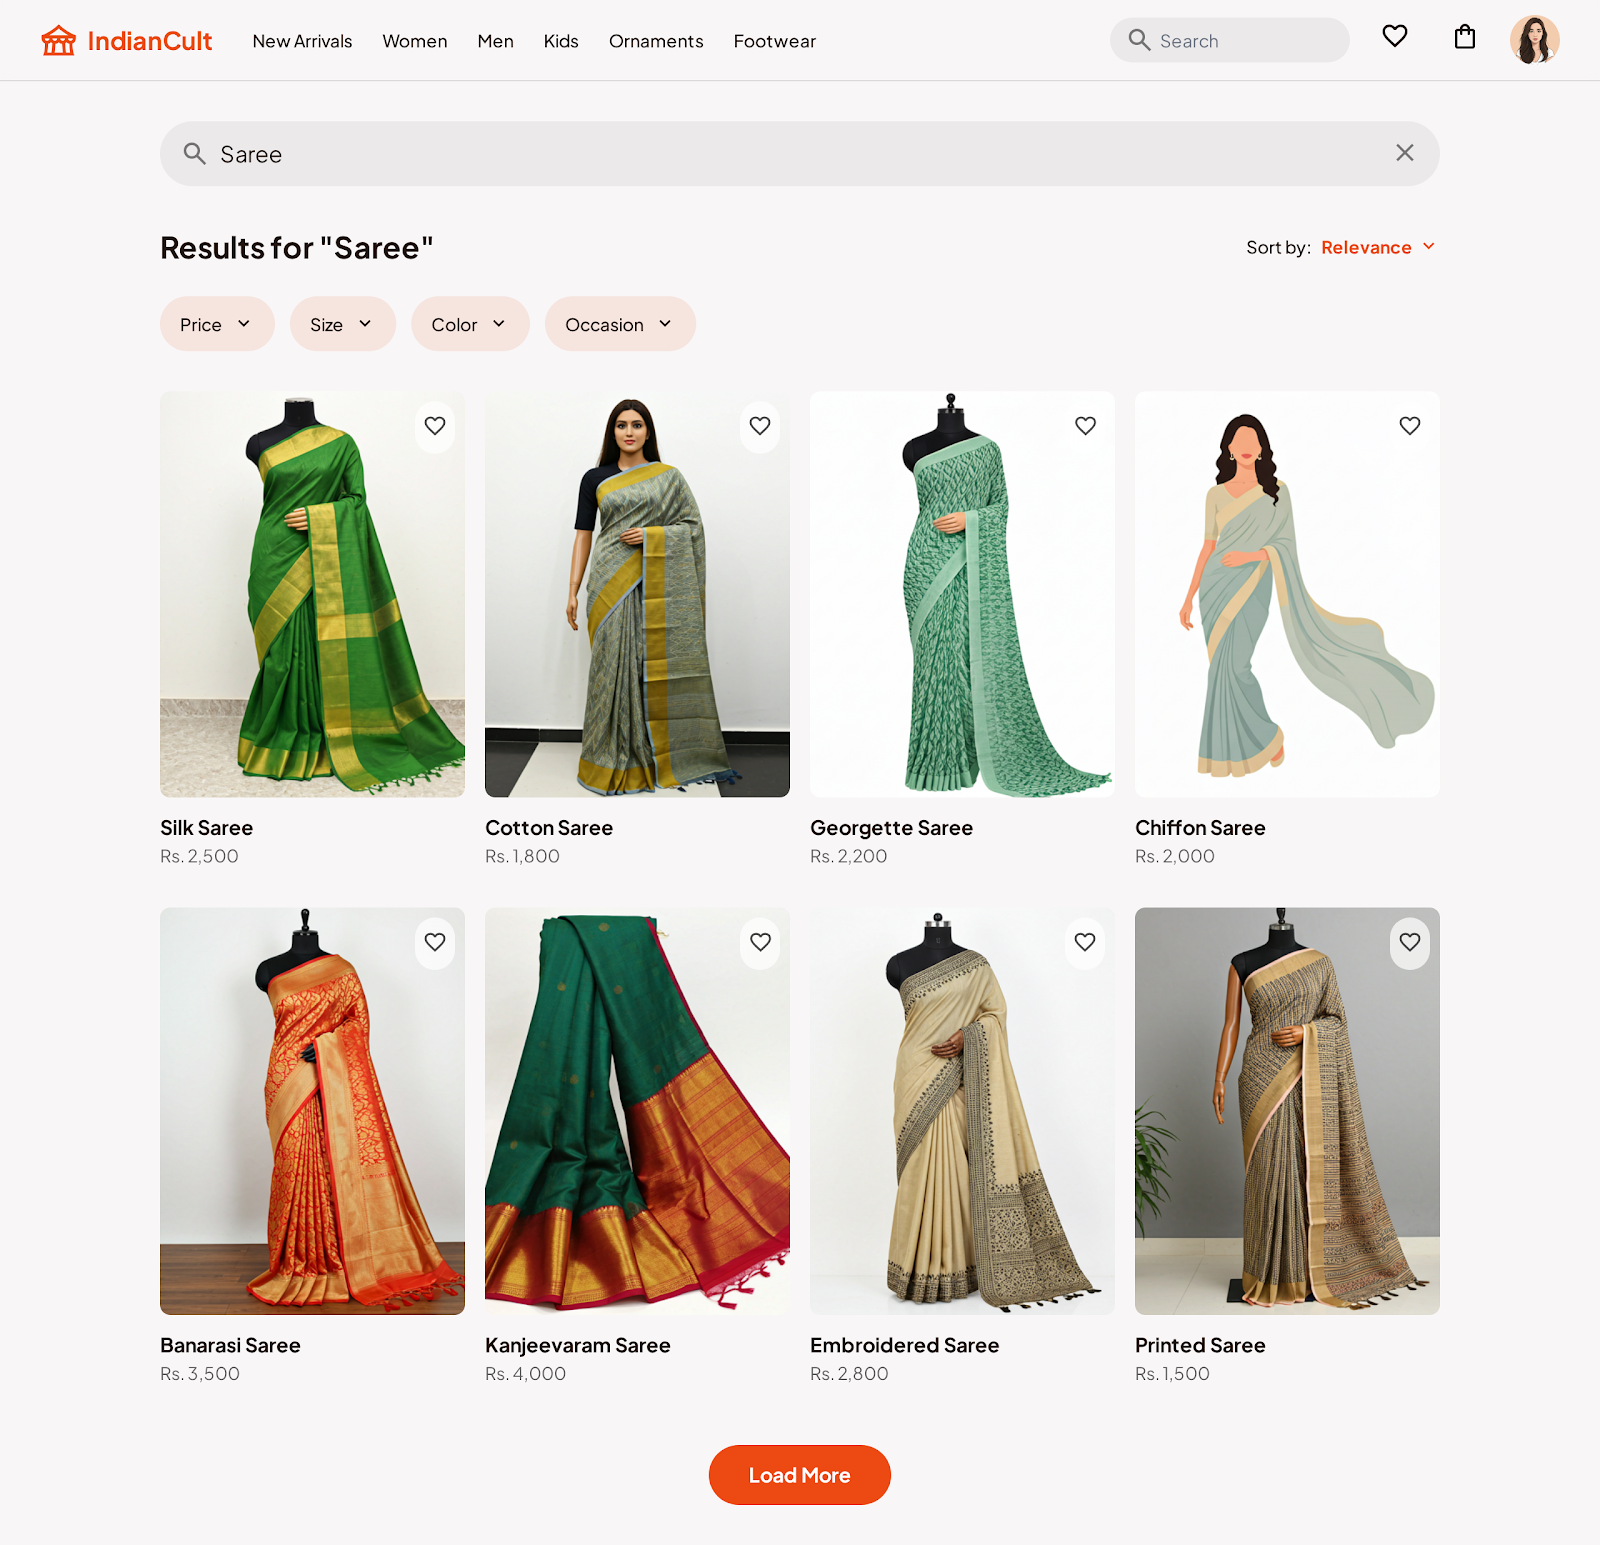 IndianCult
New Arrivals
Women
Men
Kids
Ornaments
Footwear
Search
Saree
Results for "Saree"
Sort by: Relevance
Price
Size
Color
Occasion
Silk Saree
Rs. 2,500
Cotton Saree
Rs. 1,800
Georgette Saree
Rs. 2,200
Chiffon Saree
Rs. 2,000
Banarasi Saree
Rs. 3,500
Kanjeevaram Saree
Rs. 4,000
Embroidered Saree
Rs. 2,800
Printed Saree
Rs. 1,500
Load More